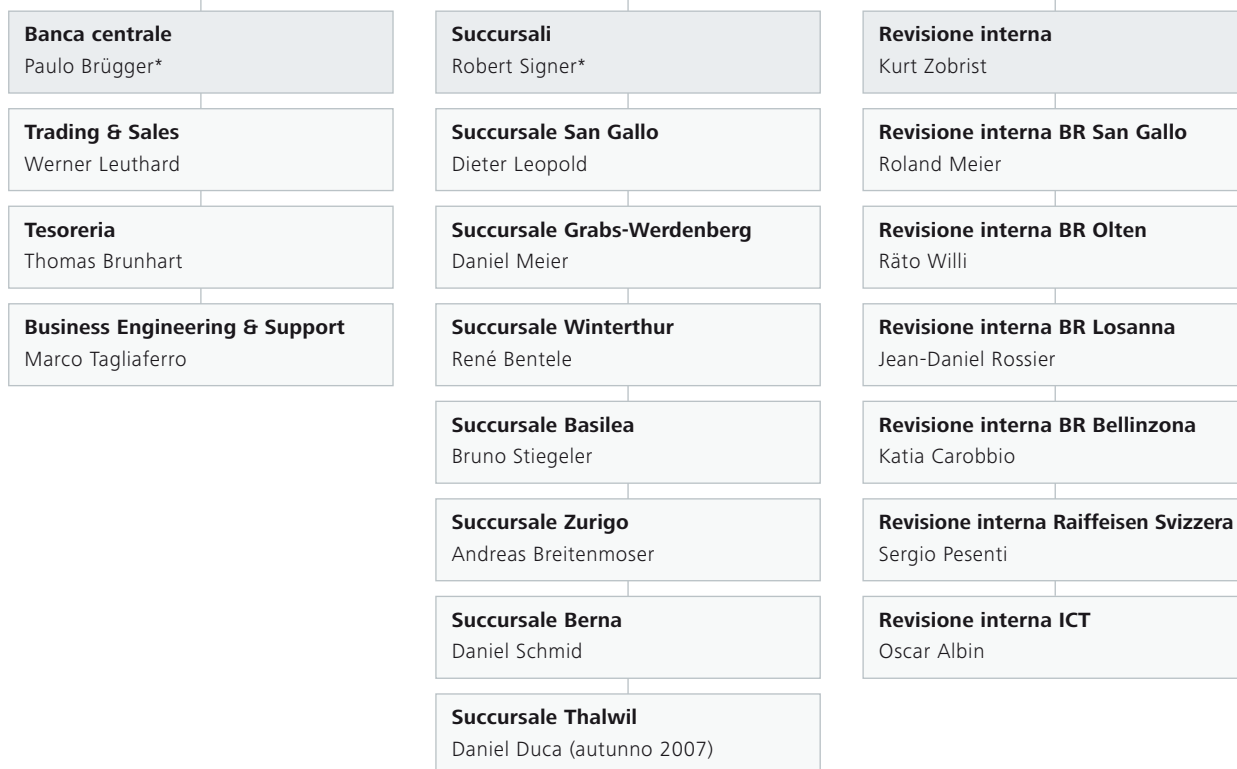 Banca centrale
Paulo Brügger*
Trading & Sales
Werner Leuthard
Tesoreria
Thomas Brunhart
Business Engineering & Support
Marco Tagliaferro
Succursali
Robert Signer*
Succursale San Gallo
Dieter Leopold
Succursale Grabs-Werdenberg
Daniel Meier
Succursale Winterthur
René Bentele
Succursale Basilea
Bruno Stiegeler
Succursale Zurigo
Andreas Breitenmoser
Succursale Berna
Daniel Schmid
Succursale Thalwil
Daniel Duca (autunno 2007)
Revisione interna
Kurt Zobrist
Revisione interna BR San Gallo
Roland Meier
Revisione interna BR Olten
Räto Willi
Revisione interna BR Losanna
Jean-Daniel Rossier
Revisione interna BR Bellinzona
Katia Carobbio
Revisione interna Raiffeisen Svizzera
Sergio Pesenti
Revisione interna ICT
Oscar Albin